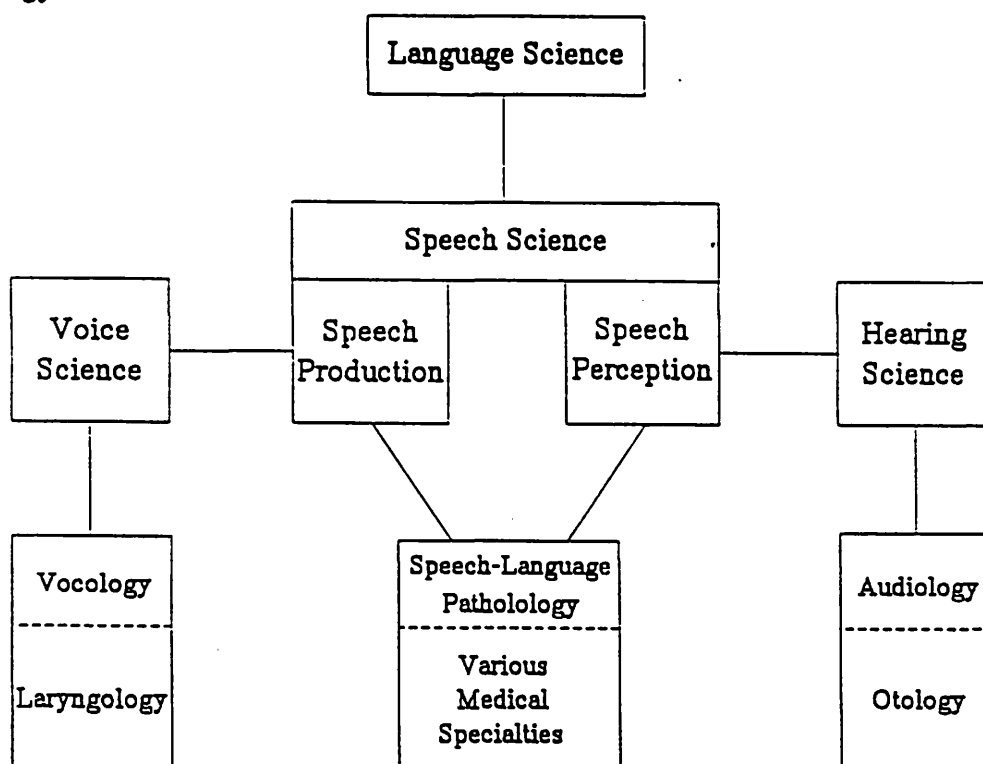 Language Science
Speech Science
Voice
Science
Speech
Production
Speech
Perception
Hearing
Science
Vocology
Laryngology
Speech-Language
Patholology
Various
Medical
Specialties
Audiology
Otology